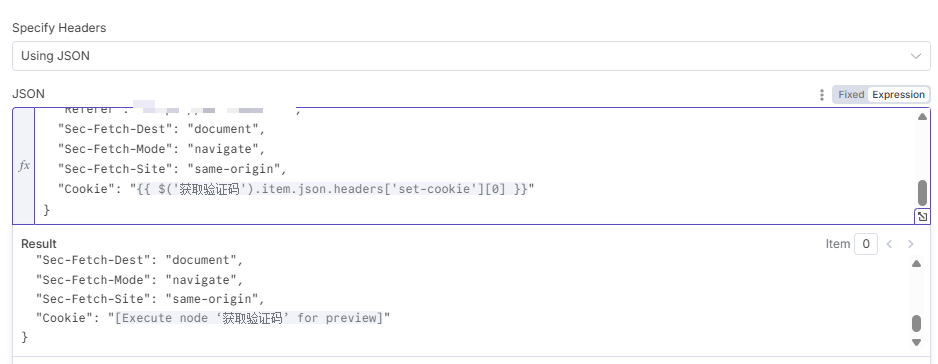 Specify Headers
Using JSON
JSON
Fixed Expression
"Referer":
"Sec-Fetch-Dest": "document",
"Sec-Fetch-Mode": "navigate",
fx
"Sec-Fetch-Site": "same-origin",
"Cookie": "{{ $('获取验证码').item.json.headers['set-cookie'][0] }}"
}
Result
Item 0
"Sec-Fetch-Dest": "document",
"Sec-Fetch-Mode": "navigate",
"Sec-Fetch-Site": "same-origin",
"Cookie": "[Execute node ‘获取验证码’ for preview]"
}